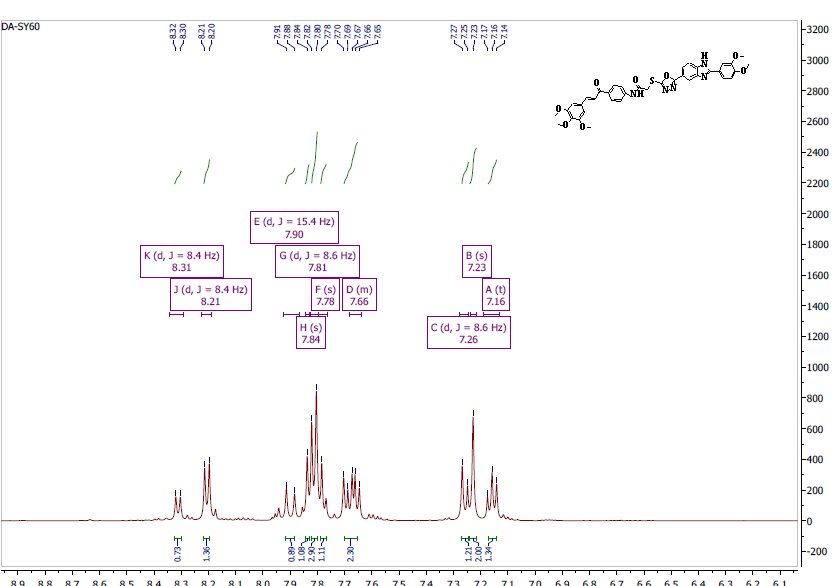 DA-SY60
8.32
8.30
8.21
8.20
7.91
7.88
7.84
7.82
7.80
7.78
7.70
7.69
7.67
7.66
7.65
7.27
7.25
7.23
7.17
7.16
7.14
O
O
O
O
NH
O
S
O
N
N
H
N
N
O
O
E (d, J = 15.4 Hz)
7.90
K (d, J = 8.4 Hz)
8.31
G (d, J = 8.6 Hz)
7.81
B (s)
7.23
J (d, J = 8.4 Hz)
8.21
F (s)
7.78
D (m)
7.66
A (t)
7.16
H (s)
7.84
C (d, J = 8.6 Hz)
7.26
3200
3000
2800
2600
2400
2200
2000
1800
1600
1400
1200
1000
800
600
400
200
0
-200
0.73
1.36
0.89
1.08
2.90
1.11
2.30
1.21
2.00
1.34
8.9 8.8 8.7 8.6 8.5 8.4 8.3 8.2 8.1 8.0 7.9 7.8 7.7 7.6 7.5 7.4 7.3 7.2 7.1 7.0 6.9 6.8 6.7 6.6 6.5 6.4 6.3 6.2 6.1